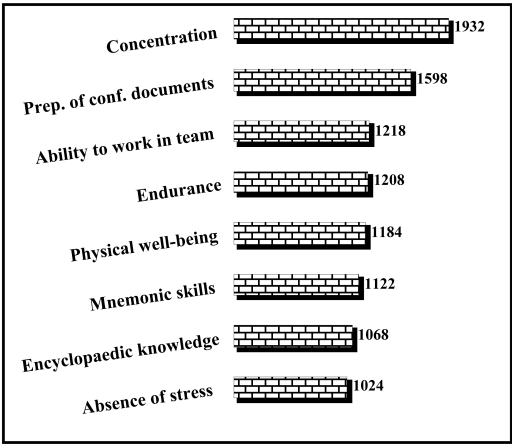 Concentration 1932
Prep. of conf. documents 1598
Ability to work in team 1218
Endurance 1208
Physical well-being 1184
Mnemonic skills 1122
Encyclopaedic knowledge 1068
Absence of stress 1024